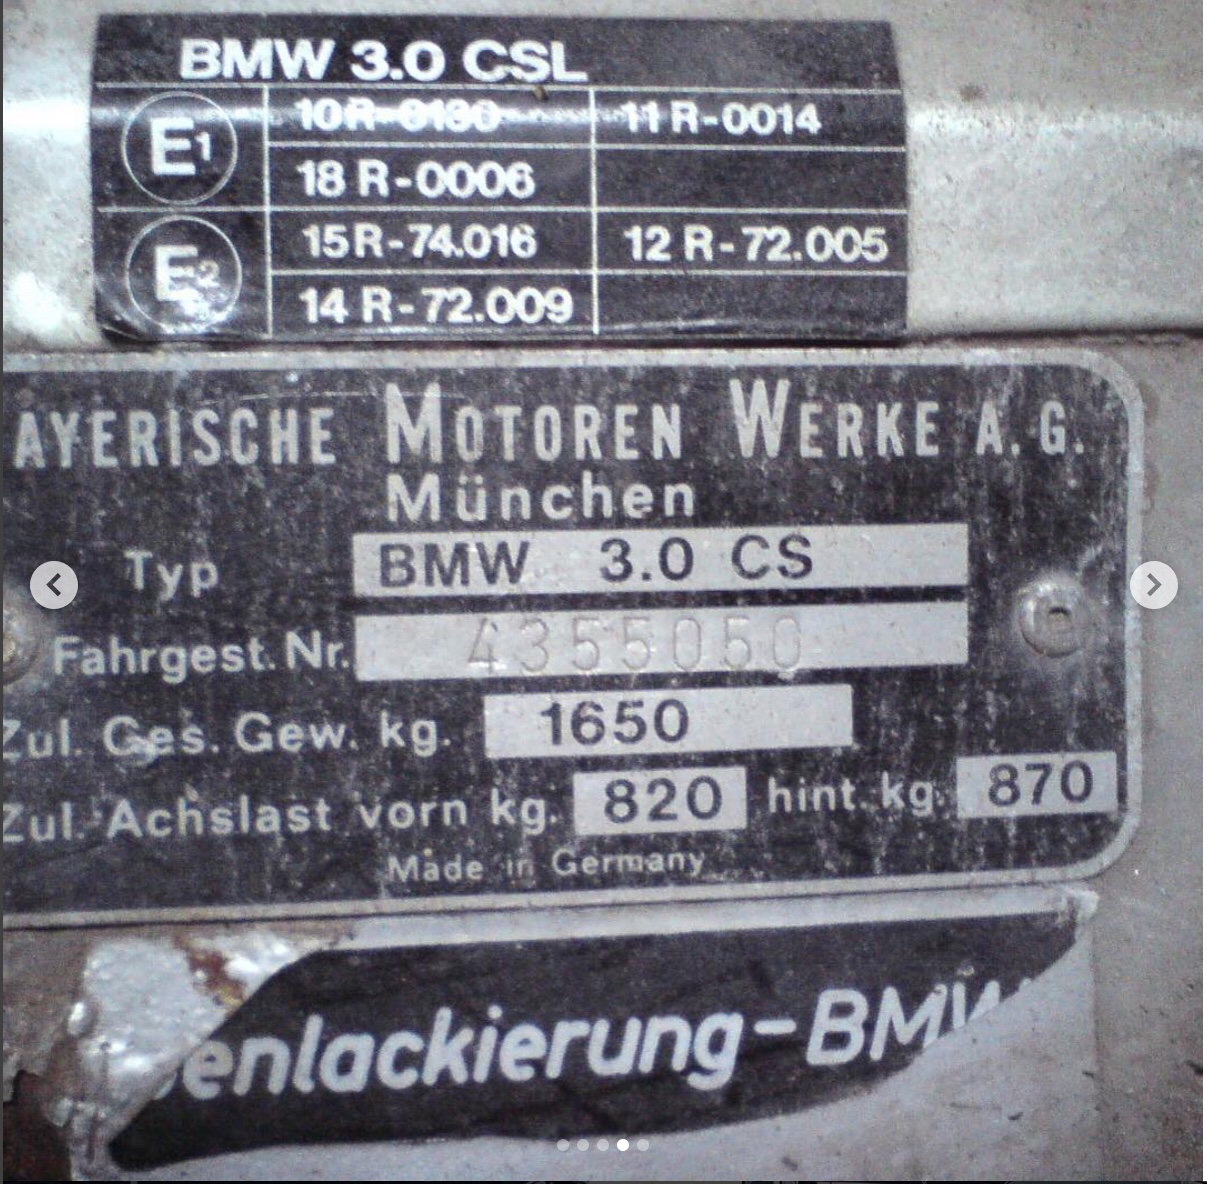 BMW 3.0 CSL
E1 10R-0180 11 R-0014
18 R-0006
E2 15R-74.016 12 R-72.005
14 R-72.009
AYERISCHE MOTOREN WERKE A.G.
München
Typ BMW 3.0 CS
Fahrgest. Nr. 4355050
Zul. Ges. Gew. kg. 1650
Zul. Achslast vorn kg. 820 hint. kg. 870
Made in Germany
enlackierung-BMW